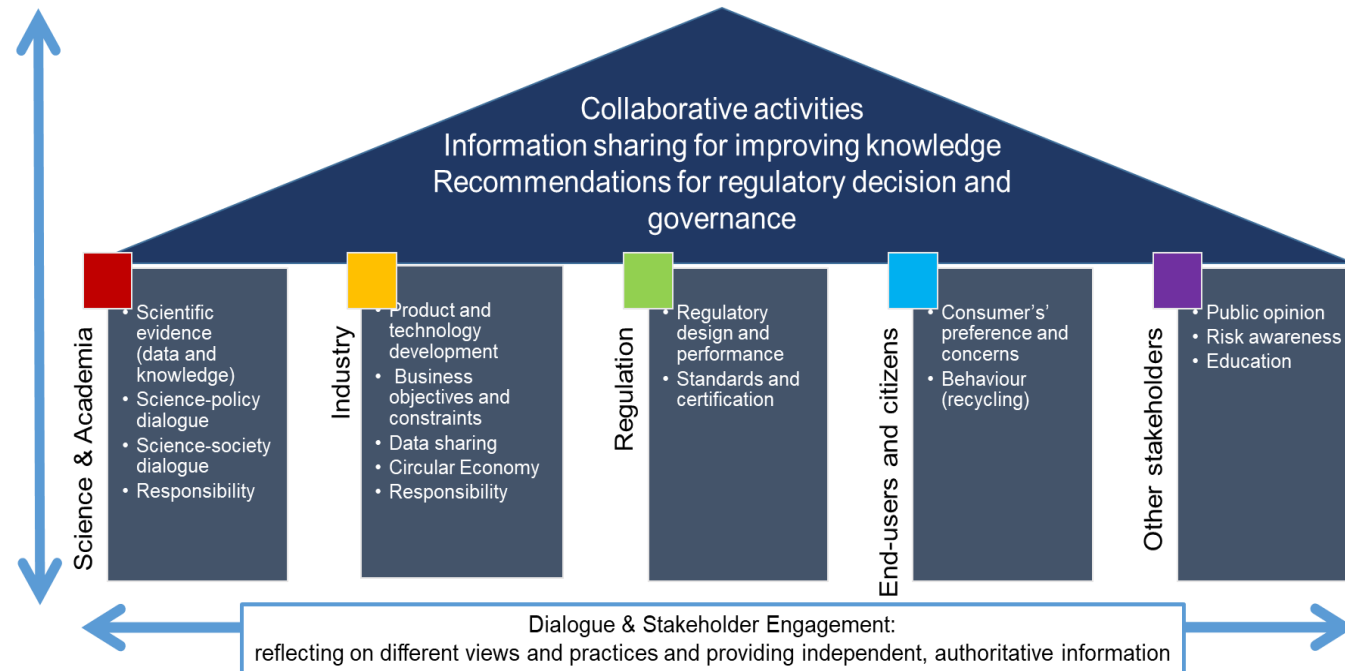 Collaborative activities
Information sharing for improving knowledge
Recommendations for regulatory decision and
governance
Science & Academia
• Scientific
evidence
(data and
knowledge)
• Science-policy
dialogue
• Science-society
dialogue
• Responsibility
Industry
• Product and
technology
development
• Business
objectives and
constraints
• Data sharing
• Circular Economy
• Responsibility
Regulation
• Regulatory
design and
performance
• Standards and
certification
End-users and citizens
• Consumer's' 
preference and
concerns
• Behaviour
(recycling)
Other stakeholders
• Public opinion
• Risk awareness
• Education
Dialogue & Stakeholder Engagement:
reflecting on different views and practices and providing independent, authoritative information